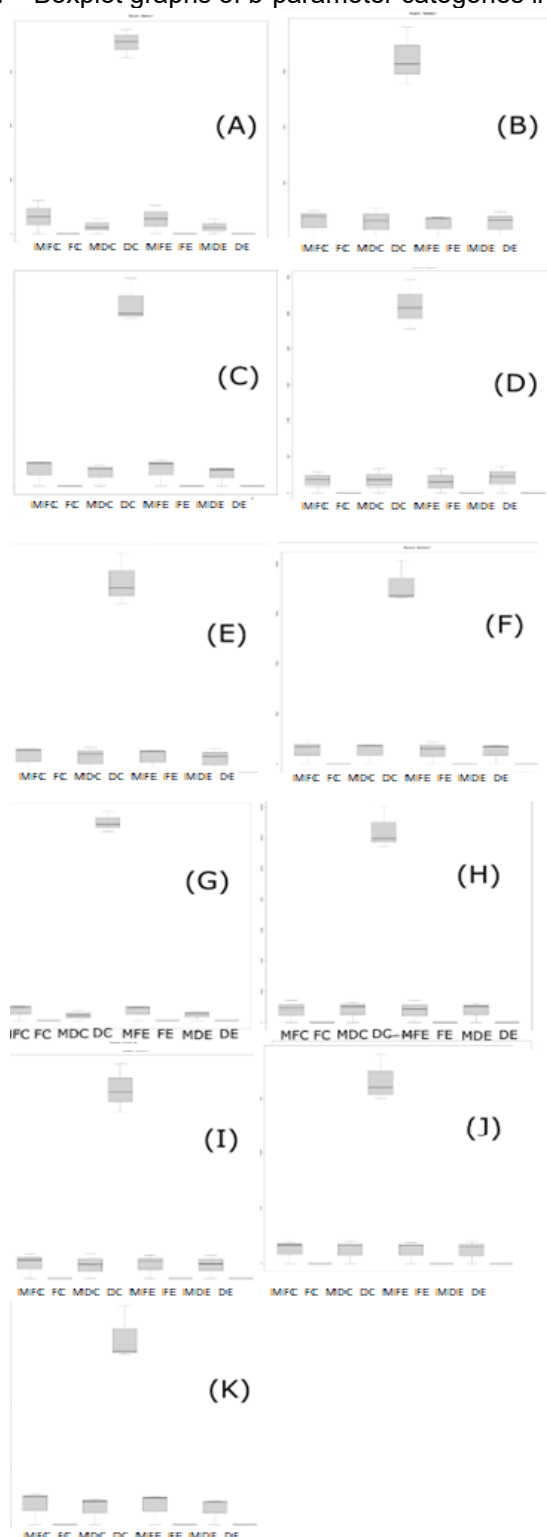 Boxplot graphs of b parameter categories i
(A)
(B)
MFC FC MDC DC MFE FE MDE DE
MFC FC MDC DC MFE FE MDE DE
(C)
(D)
MFC FC MDC DC MFE FE MDE DE
MFC FC MDC DC MFE FE MDE DE
(E)
(F)
MFC FC MDC DC MFE FE MDE DE
MFC FC MDC DC MFE FE MDE DE
(G)
(H)
MFC FC MDC DC MFE FE MDE DE
MFC FC MDC DC MFE FE MDE DE
(I)
(J)
MFC FC MDC DC MFE FE MDE DE
MFC FC MDC DC MFE FE MDE DE
(K)
MFC FC MDC DC MFE FE MDE DE